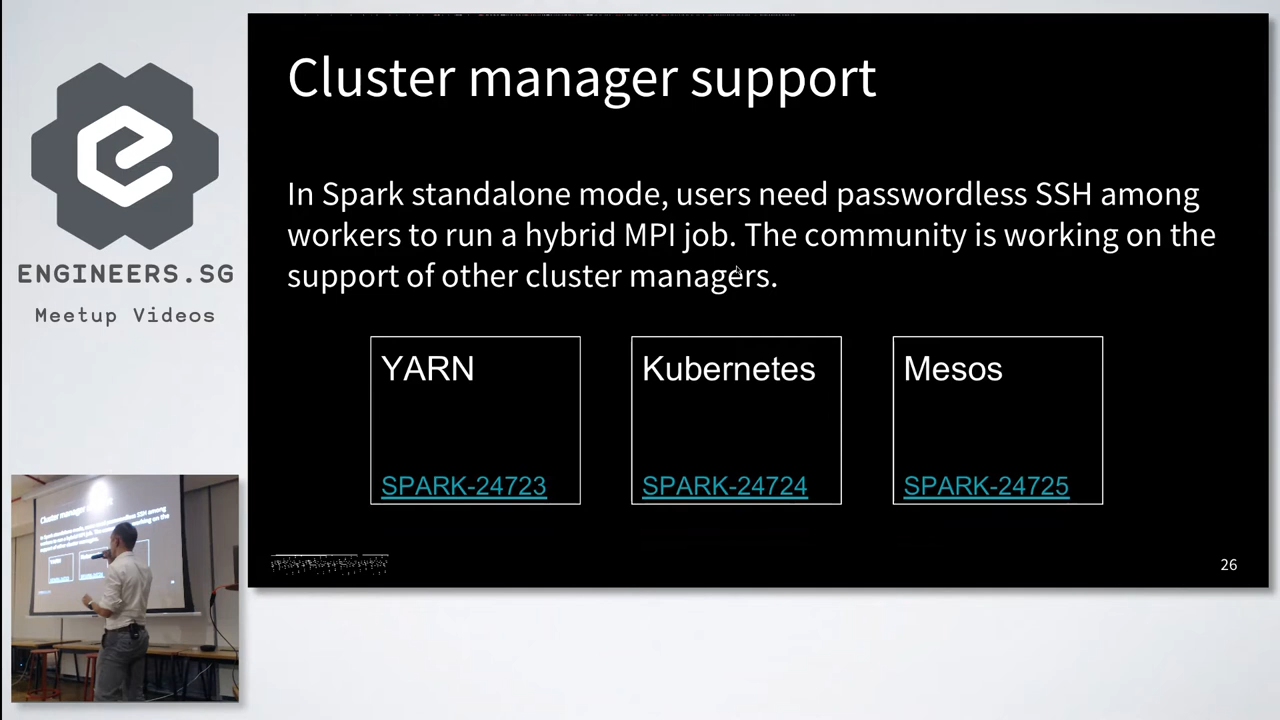 ENGINEERS.SG
Meetup Videos
Cluster manager support
In Spark standalone mode, users need passwordless SSH among
workers to run a hybrid MPI job. The community is working on the
support of other cluster managers.
YARN
SPARK-24723
Kubernetes
SPARK-24724
Mesos
SPARK-24725
26